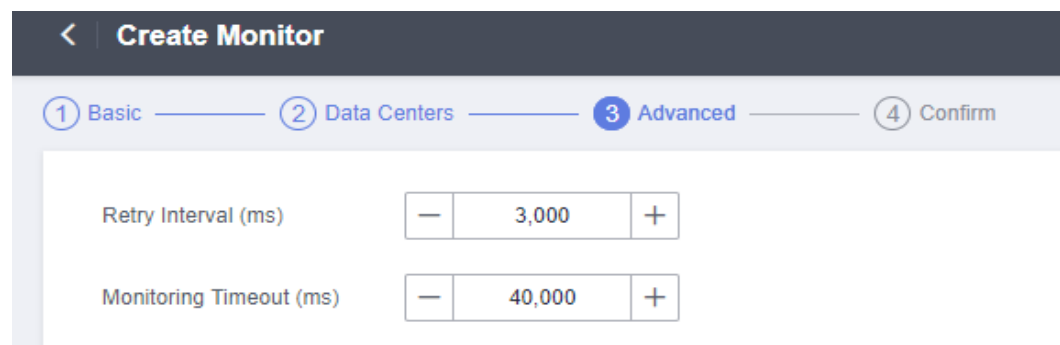 Create Monitor
1 Basic 2 Data Centers 3 Advanced 4 Confirm
Retry Interval (ms) 3,000
Monitoring Timeout (ms) 40,000